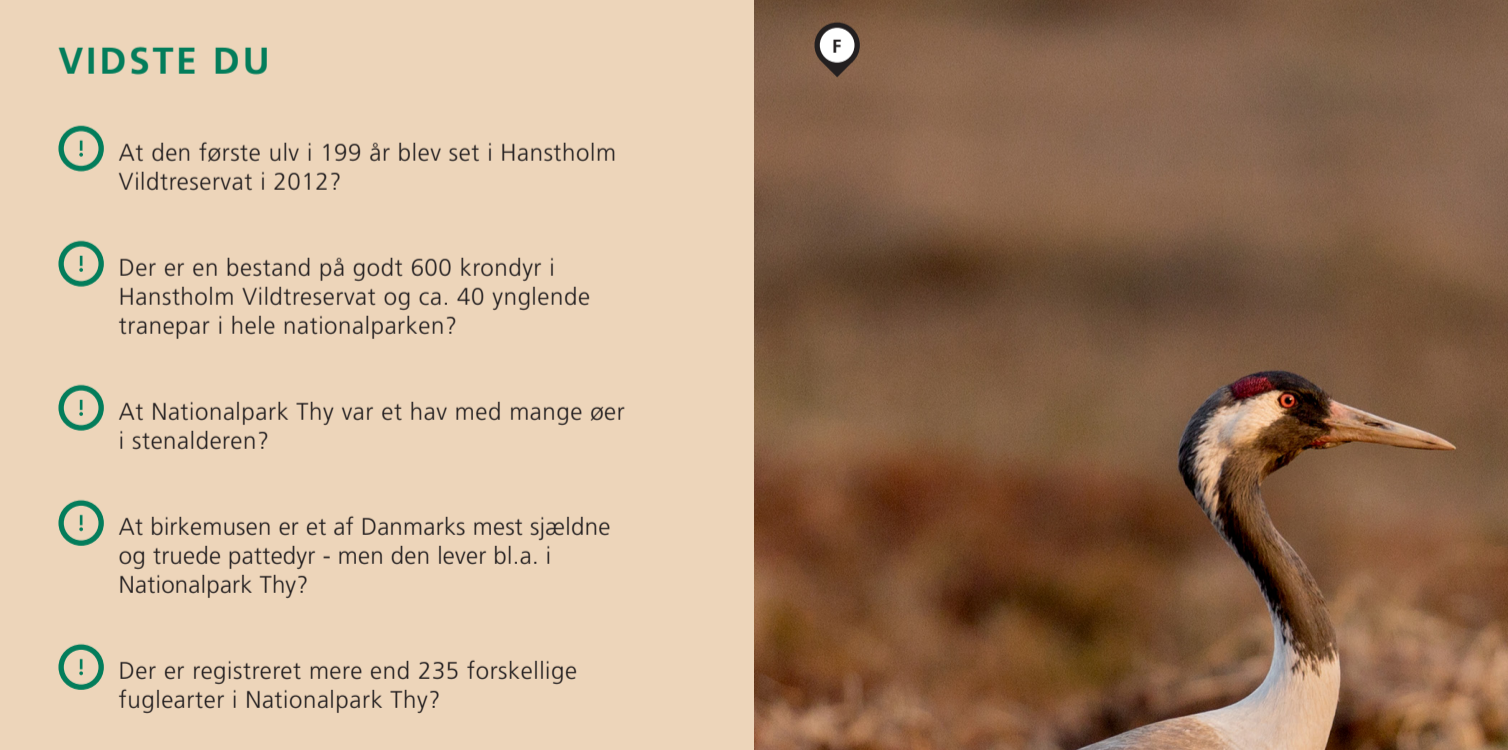 VIDSTE DU
! At den første ulv i 199 år blev set i Hanstholm
Vildtreservat i 2012?
! Der er en bestand på godt 600 krondyr i
Hanstholm Vildtreservat og ca. 40 ynglende
tranepar i hele nationalparken?
! At Nationalpark Thy var et hav med mange øer
i stenalderen?
! At birkemusen er et af Danmarks mest sjældne
og truede pattedyr - men den lever bl.a. i
Nationalpark Thy?
! Der er registreret mere end 235 forskellige
fuglearter i Nationalpark Thy?
F